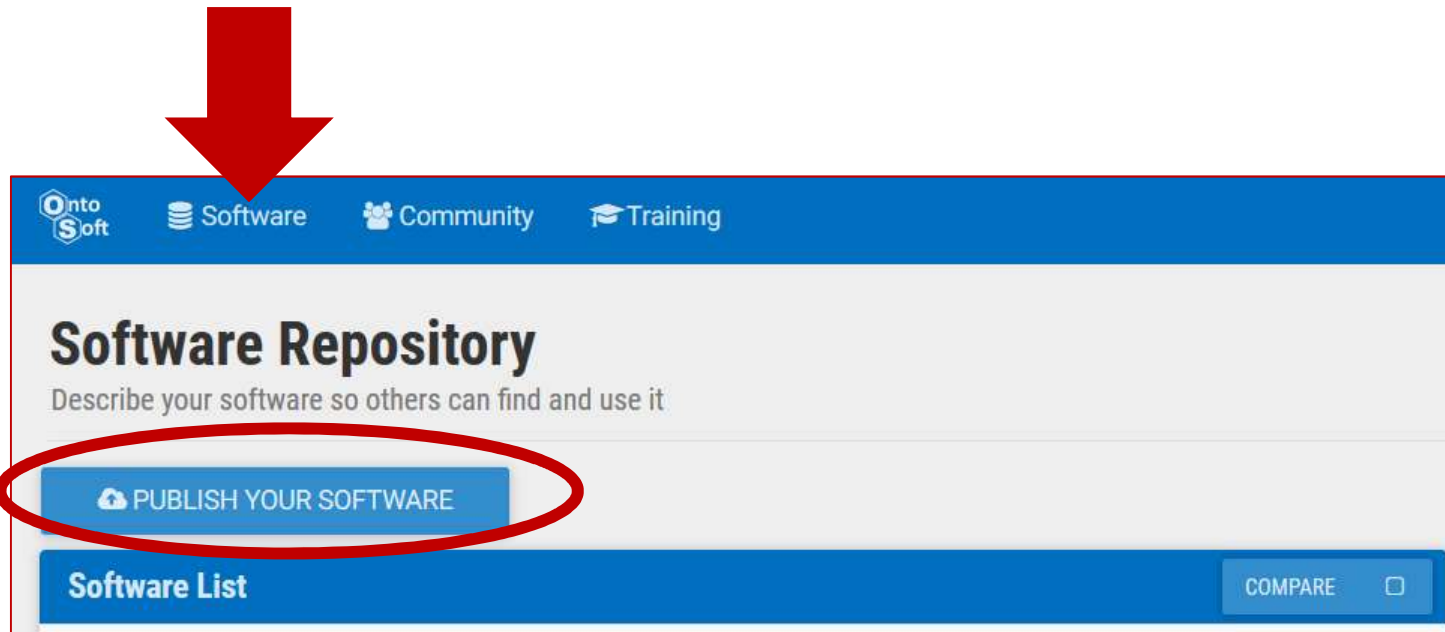 Onto
Soft
Software
Community
Training
Software Repository
Describe your software so others can find and use it
PUBLISH YOUR SOFTWARE
Software List
COMPARE